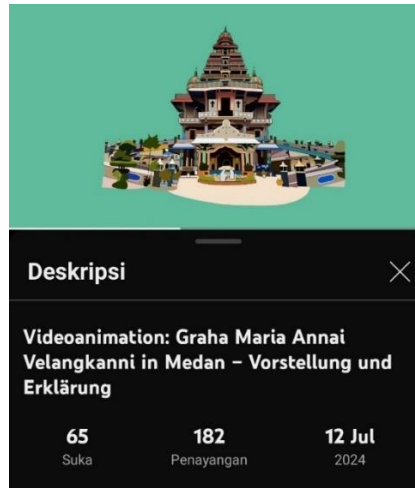 Deskripsi
Videoanimation: Graha Maria Annai
Velangkanni in Medan – Vorstellung und
Erklärung
65 182 12 Jul
Suka Penayangan 2024